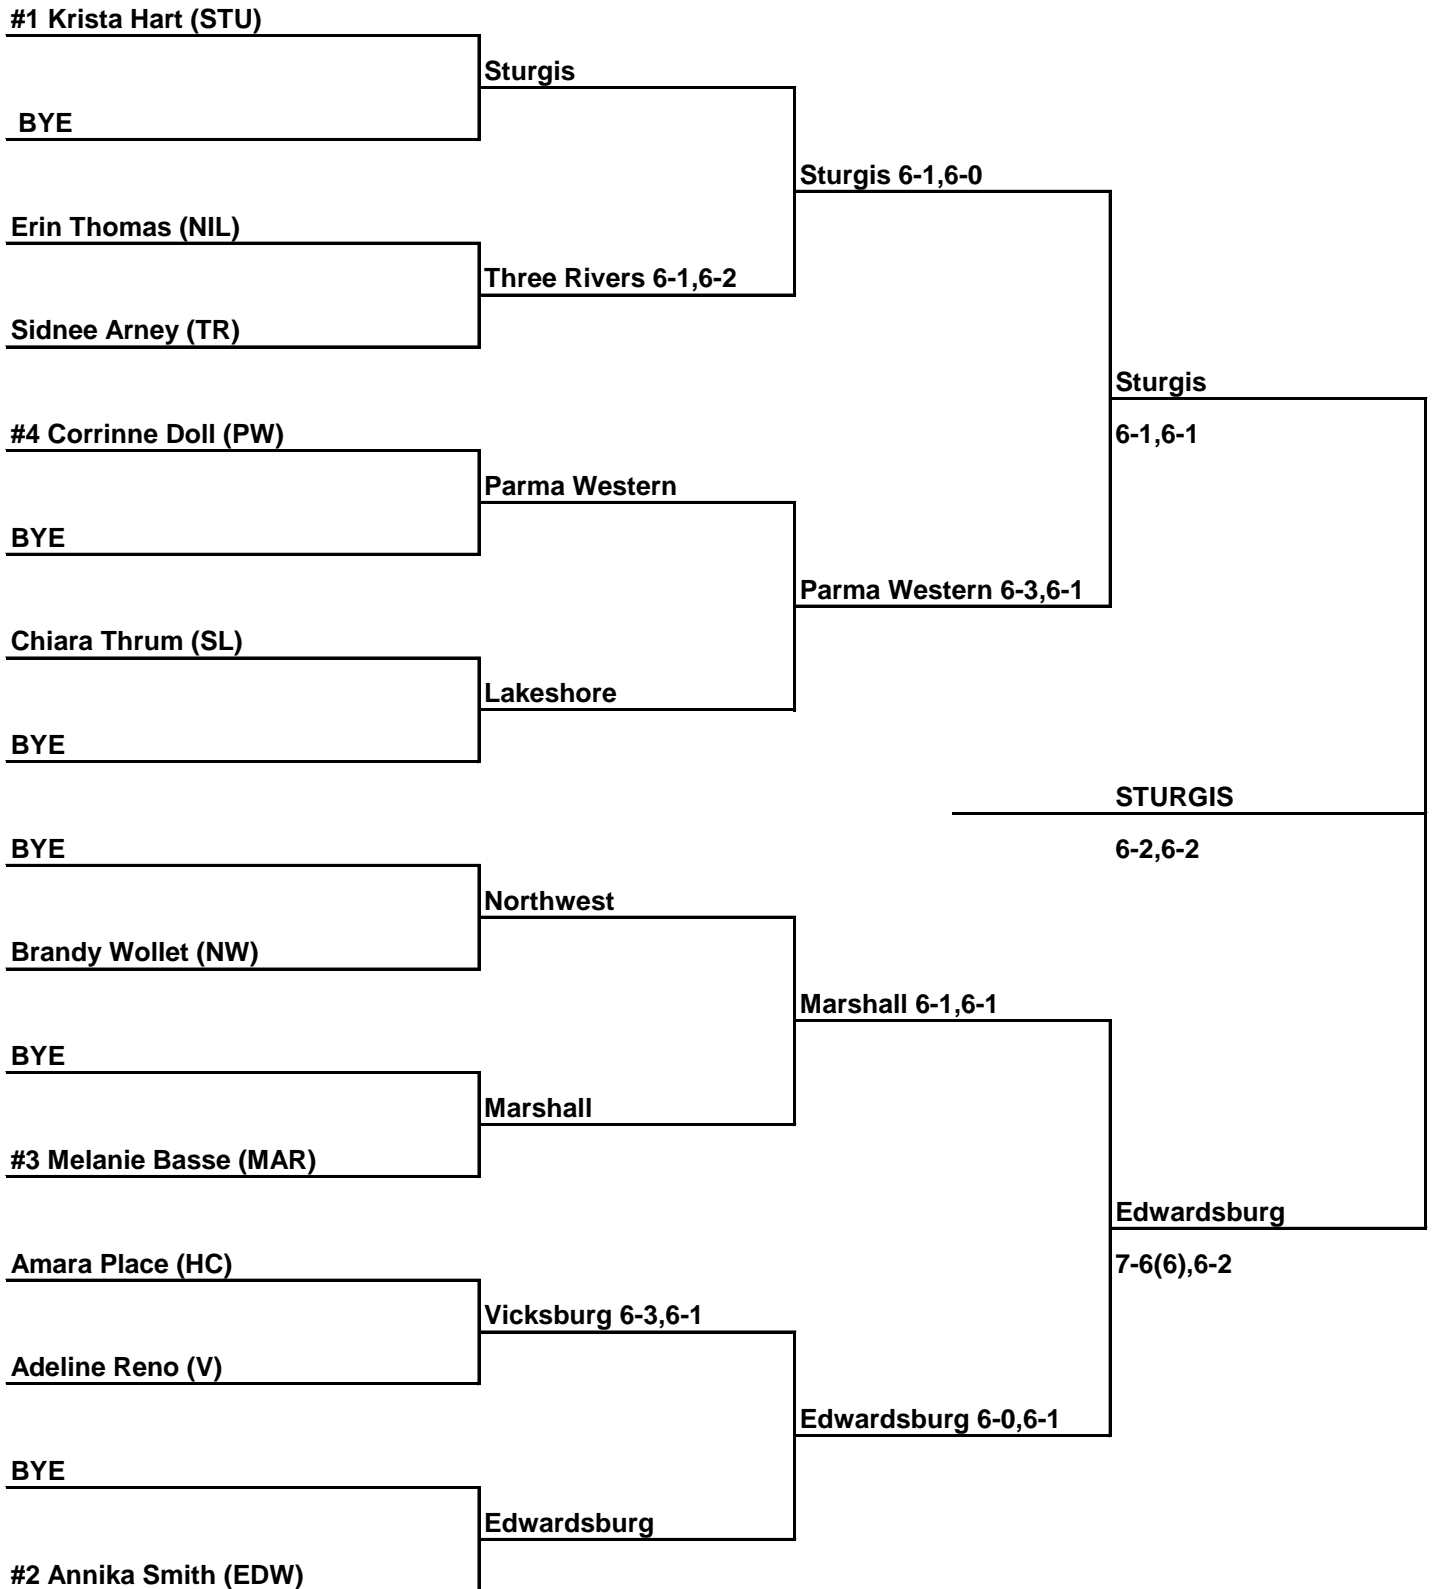 #1 Krista Hart (STU)
Sturgis
BYE
Sturgis 6-1,6-0
Erin Thomas (NIL)
Three Rivers 6-1,6-2
Sidnee Arney (TR)
Sturgis
#4 Corrinne Doll (PW)
6-1,6-1
Parma Western
BYE
Parma Western 6-3,6-1
Chiara Thrum (SL)
Lakeshore
BYE
STURGIS
BYE
6-2,6-2
Northwest
Brandy Wollet (NW)
Marshall 6-1,6-1
BYE
Marshall
#3 Melanie Basse (MAR)
Edwardsburg
Amara Place (HC)
7-6(6),6-2
Vicksburg 6-3,6-1
Adeline Reno (V)
Edwardsburg 6-0,6-1
BYE
Edwardsburg
#2 Annika Smith (EDW)